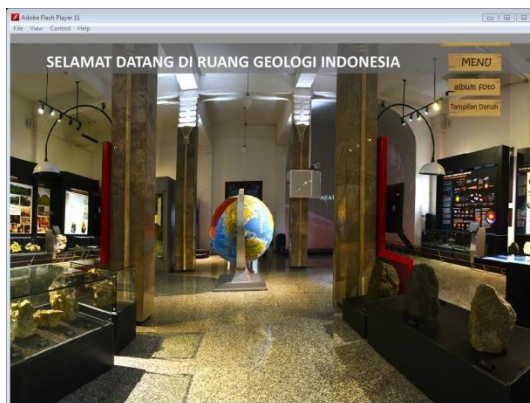 Adobe Flash Player 11
File View Control Help
SELAMAT DATANG DI RUANG GEOLOGI INDONESIA
MENU
album foto
Tampilan Denah